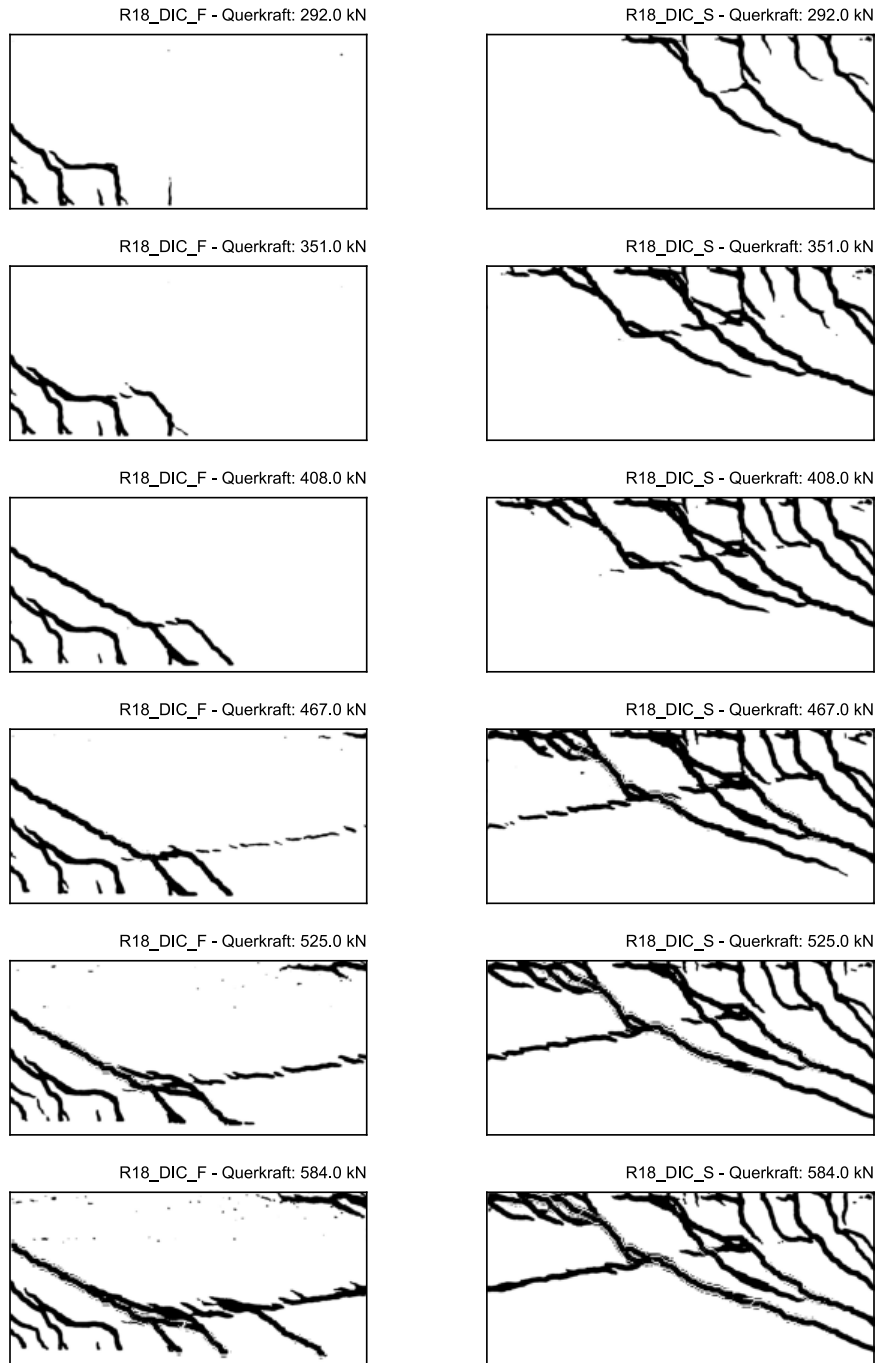 R18_DIC_F - Querkraft: 292.0 kN
R18_DIC_S - Querkraft: 292.0 kN
R18_DIC_F - Querkraft: 351.0 kN
R18_DIC_S - Querkraft: 351.0 kN
R18_DIC_F - Querkraft: 408.0 kN
R18_DIC_S - Querkraft: 408.0 kN
R18_DIC_F - Querkraft: 467.0 kN
R18_DIC_S - Querkraft: 467.0 kN
R18_DIC_F - Querkraft: 525.0 kN
R18_DIC_S - Querkraft: 525.0 kN
R18_DIC_F - Querkraft: 584.0 kN
R18_DIC_S - Querkraft: 584.0 kN